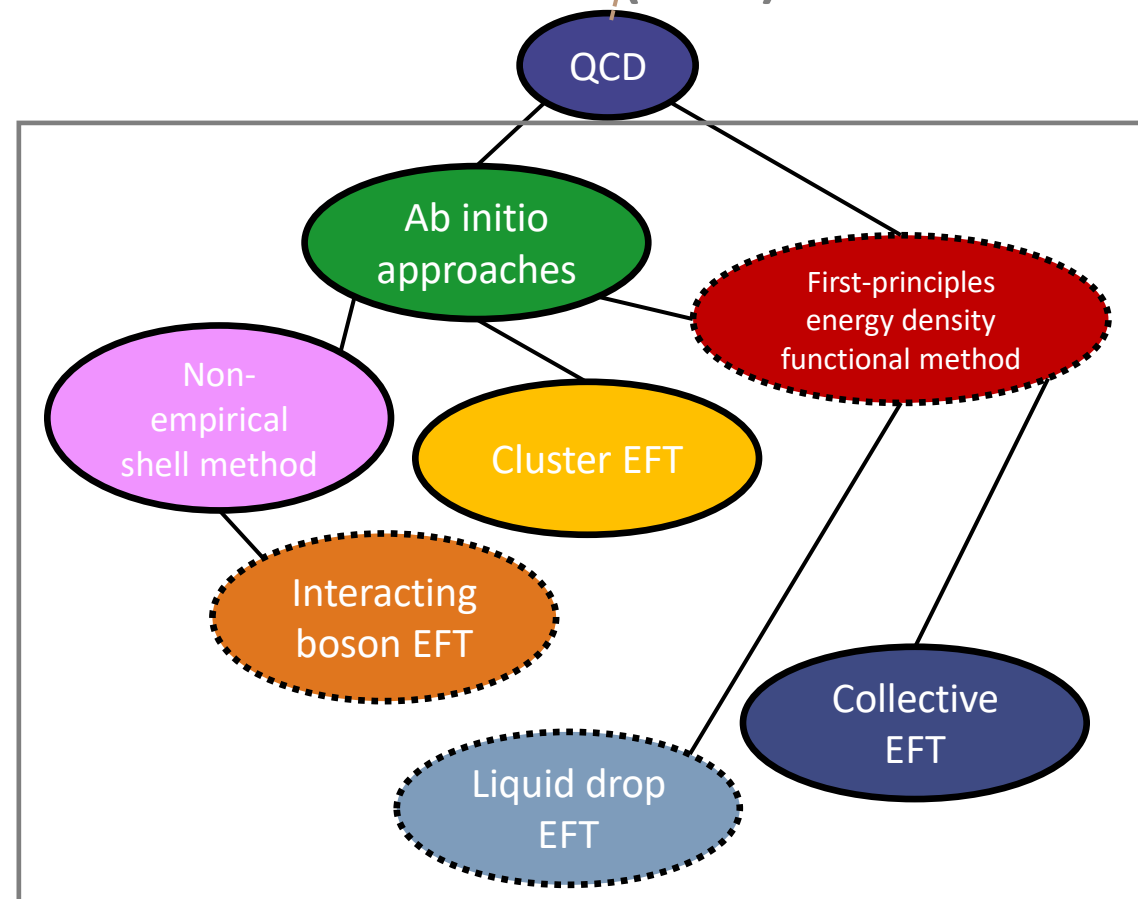 QCD
Ab initio
approaches
First-principles
energy density
functional method
Non-
empirical
shell method
Cluster EFT
Interacting
boson EFT
Collective
EFT
Liquid drop
EFT